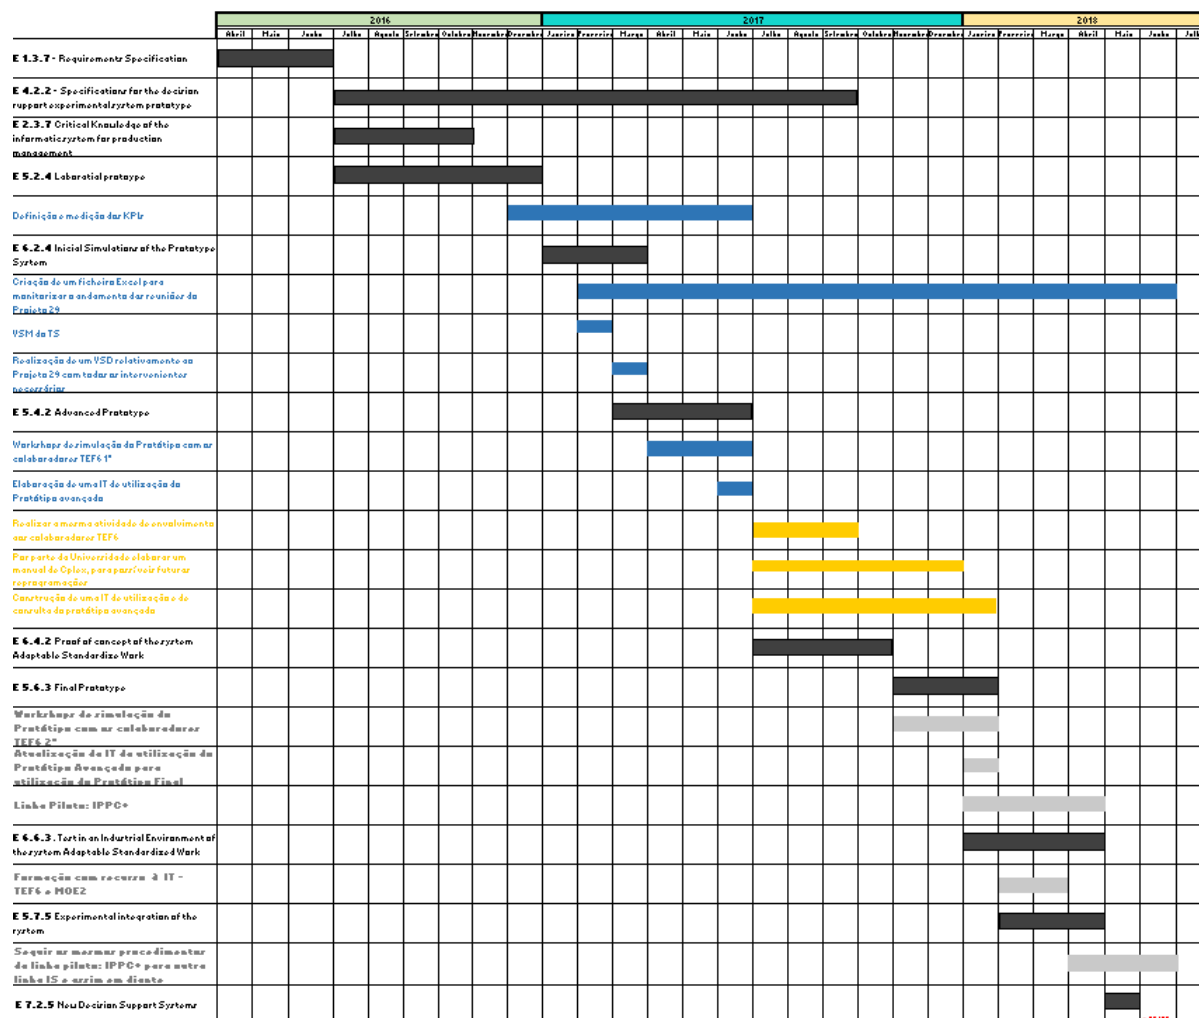 2016 2017 2018
Abril Maio Junho Julho Agosto Setembro Outubro Novembro Dezembro Janeiro Fevereiro Março Abril Maio Junho Julho Agosto Setembro Outubro Novembro Dezembro Janeiro Fevereiro Março Abril Maio Junho Jul
E 1.3.7 - Requirements Specification
E 4.2.2 - Specifications for the decision
support experimental system prototype
E 2.3.7 Critical Knowledge of the
informatic system for production
management
E 5.2.4 Laboratial prototype
Definição e medição dos KPIs
E 6.2.4 Inicial Simulations of the Prototype
System
Criação de um ficheiro Excel para
monitorizar o andamento das reuniões do
Projeto 29
VSM da TS
Realização de um VSD relativamente ao
Projeto 29 com todos os intervenientes
necessários
E 5.4.2 Advanced Prototype
Workshops de simulação do Protótipo com os
colaboradores TEF6 1º
Elaboração de uma IT de utilização do
Protótipo avançado
Realizar a mesma atividade de envolvimento
aos colaboradores TEF6
Por parte da Universidade elaborar um
manual do Cplex, para possíveis futuras
reprogramações
Construção de uma IT de utilização e de
consulta do protótipo avançado
E 6.4.2 Proof of concept of the system
Adaptable Standardize Work
E 5.6.3 Final Prototype
Workshops de simulação do
Protótipo com os colaboradores
TEF6 2º
Atualização da IT de utilização do
Protótipo Avançado para
utilização do Protótipo Final
Linha Piloto: IPPC+
E 6.6.3. Test in an Industrial Environment of
the system Adaptable Standardized Work
Formação com recurso à IT -
TEF6 e MOE2
E 5.7.5 Experimental integration of the
system
Seguir os mesmos procedimentos
da linha piloto: IPPC+ para outra
linha IS e assim em diante
E 7.2.5 New Decision Support Systems